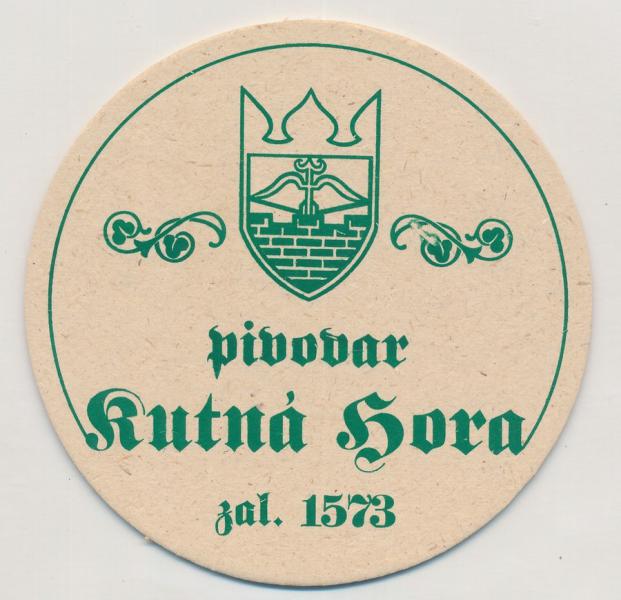 pivovar
Kutná Hora
zal. 1573